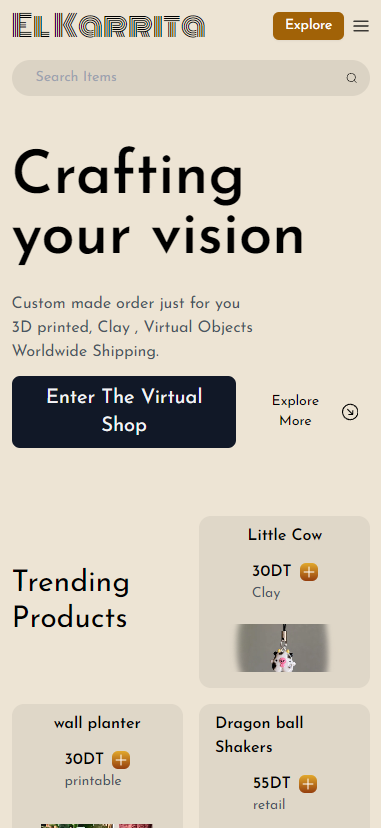 ElKarrita
Explore
Search Items
Crafting
your vision
Custom made order just for you
3D printed, Clay , Virtual Objects
Worldwide Shipping.
Enter The Virtual
Shop
Explore
More
Trending
Products
Little Cow
30DT
Clay
wall planter
30DT
printable
Dragon ball
Shakers
55DT
retail